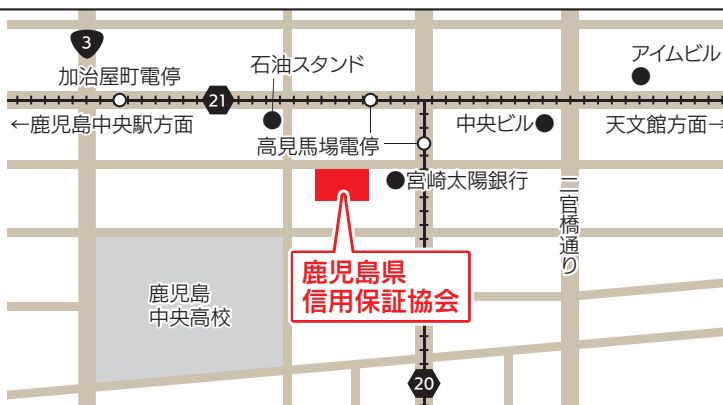 3
アイムビル
石油スタンド
加治屋町電停
21
←鹿児島中央駅方面
中央ビル
天文館方面→
高見馬場電停
宮崎太陽銀行
二官橋通り
鹿児島県
信用保証協会
鹿児島
中央高校
20